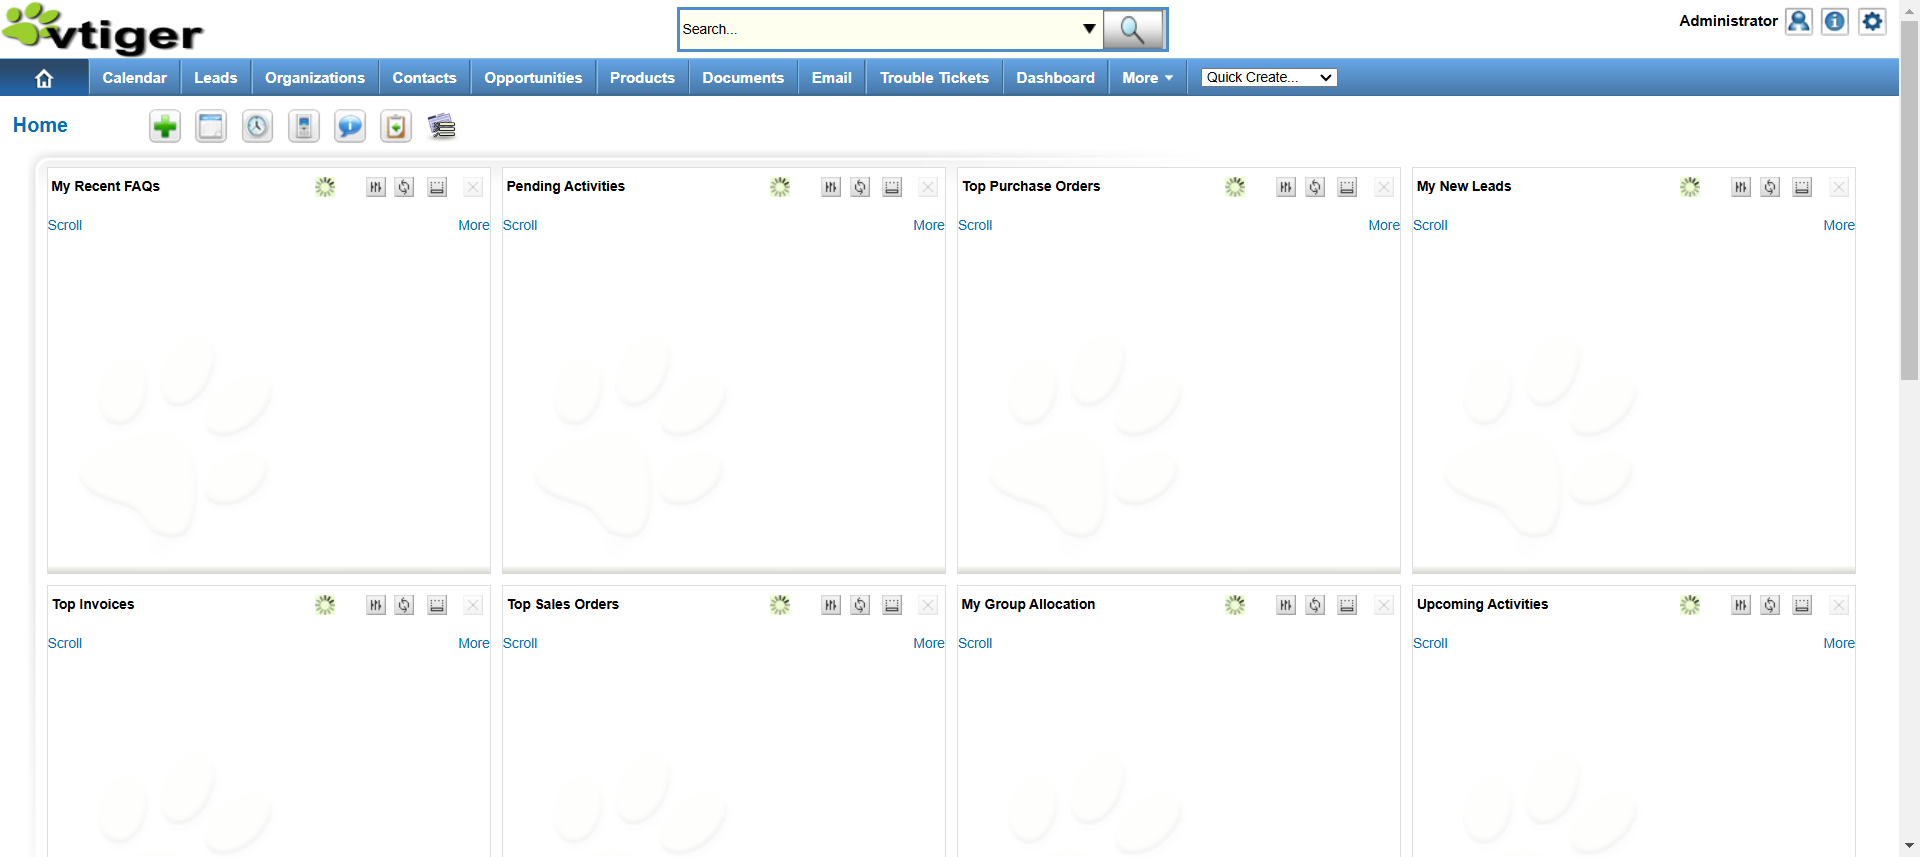 vtiger
Search...
Administrator
Calendar Leads Organizations Contacts Opportunities Products Documents Email Trouble Tickets Dashboard More Quick Create...
Home
My Recent FAQs
Scroll More
Pending Activities
Scroll More
Top Purchase Orders
Scroll More
My New Leads
Scroll More
Top Invoices
Scroll More
Top Sales Orders
Scroll More
My Group Allocation
Scroll More
Upcoming Activities
Scroll More